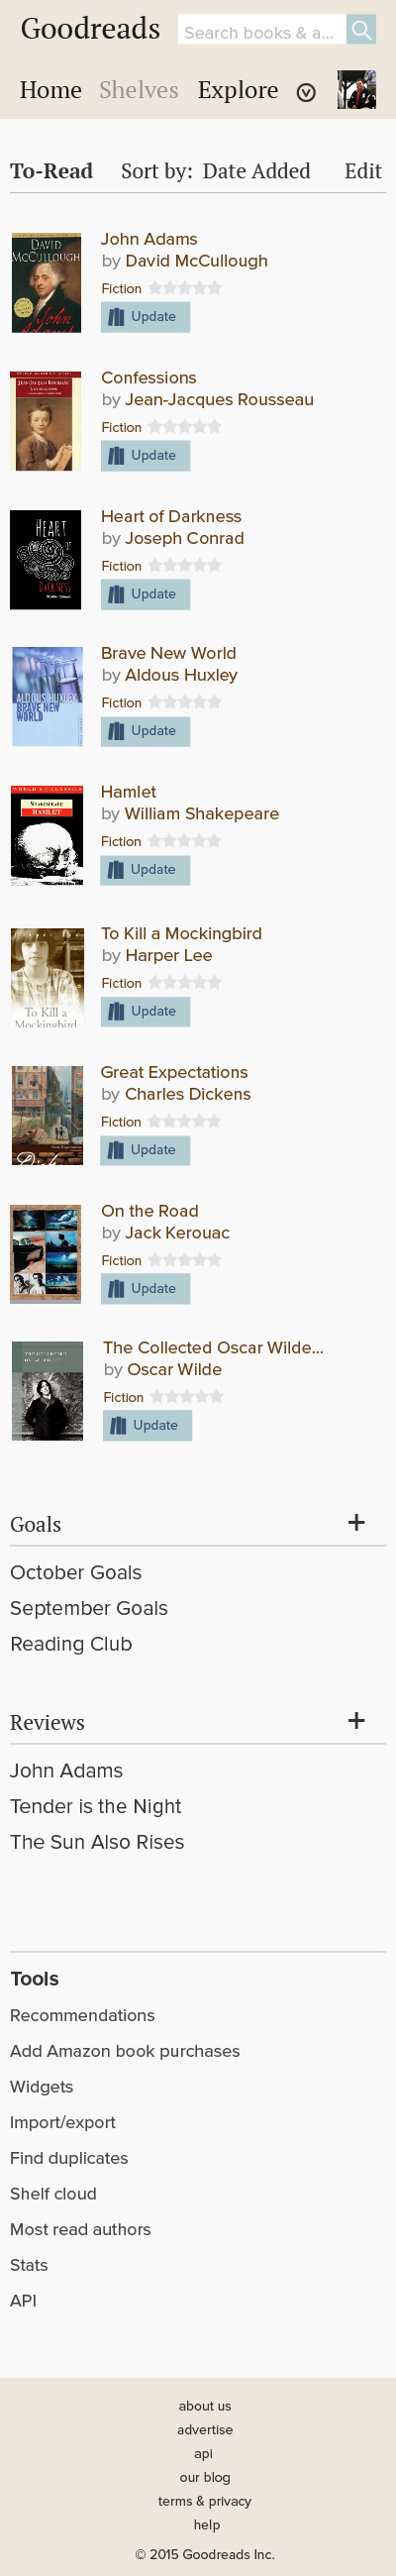 Goodreads
Search books & a...
Home Shelves Explore
To-Read Sort by: Date Added Edit
DAVID
McCULLOUGH
John Adams
John Adams
by David McCullough
Fiction
Update
JEAN-JACQUES ROUSSEAU
Confessions
by Jean-Jacques Rousseau
Fiction
Update
HEART
OF
DARKNESS
Heart of Darkness
by Joseph Conrad
Fiction
Update
ALDOUS HUXLEY
BRAVE NEW
WORLD
Brave New World
by Aldous Huxley
Fiction
Update
WORLD'S CLASSICS
SHAKESPEARE
HAMLET
Hamlet
by William Shakepeare
Fiction
Update
To Kill a
Mockingbird
To Kill a Mockingbird
by Harper Lee
Fiction
Update
Great Expectations
by Charles Dickens
Fiction
Update
On the Road
by Jack Kerouac
Fiction
Update
The Collected Oscar Wilde...
by Oscar Wilde
Fiction
Update
Goals +
October Goals
September Goals
Reading Club
Reviews +
John Adams
Tender is the Night
The Sun Also Rises
Tools
Recommendations
Add Amazon book purchases
Widgets
Import/export
Find duplicates
Shelf cloud
Most read authors
Stats
API
about us
advertise
api
our blog
terms & privacy
help
© 2015 Goodreads Inc.